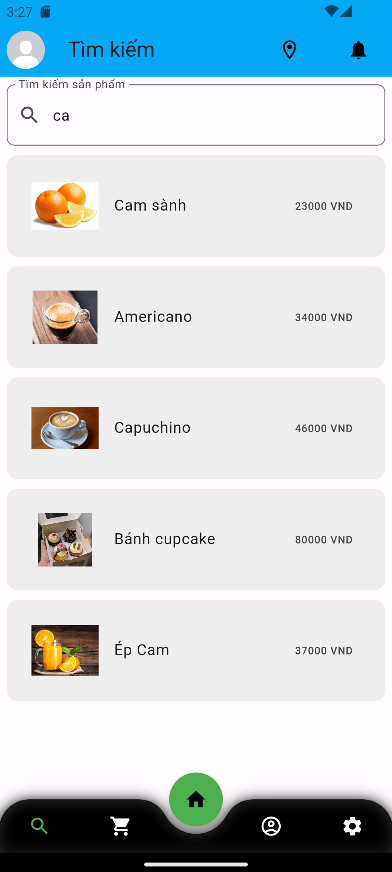 3:27
Tìm kiếm
Tìm kiếm sản phẩm
ca
Cam sành
23000 VND
Americano
34000 VND
Capuchino
46000 VND
Bánh cupcake
80000 VND
Ép Cam
37000 VND